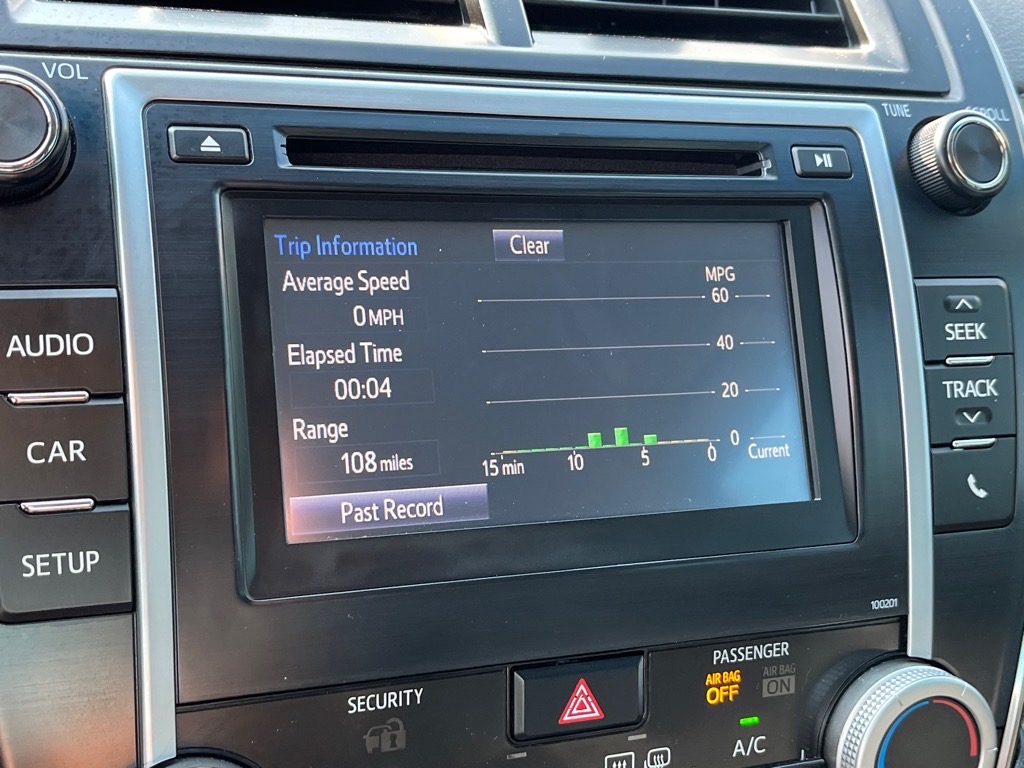 VOL
TUNE
SCROLL
Trip Information
Clear
Average Speed
0 MPH
Elapsed Time
00:04
Range
108 miles
Past Record
MPG
60
40
20
0
15 min
10
5
0
Current
AUDIO
CAR
SETUP
SEEK
TRACK
100201
SECURITY
PASSENGER
AIR BAG
OFF
AIR BAG
ON
A/C